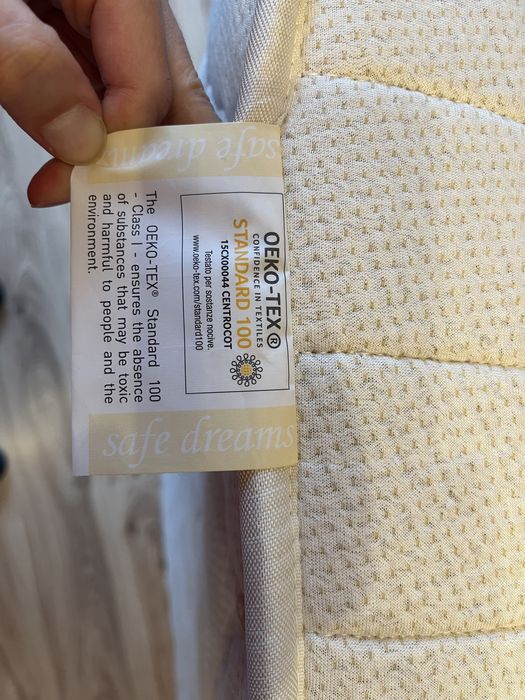 safe dreams
OEKO-TEX®
CONFIDENCE IN TEXTILES
STANDARD 100
15CX00044 CENTROCOT
Testato per sostanze nocive.
www.oeko-tex.com/standard100
The OEKO-TEX® Standard 100
- Class I - ensures the absence
of substances that may be toxic
and harmful to people and the
environment.
safe dreams